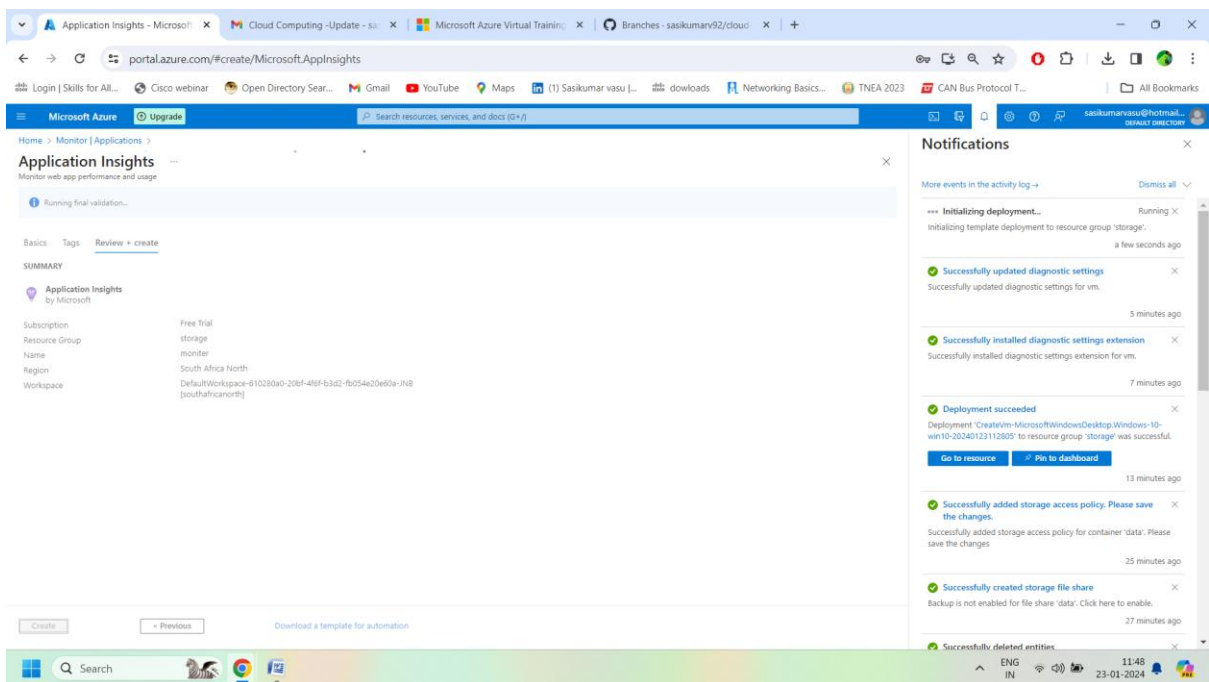 Application Insights - Microsoft
Cloud Computing -Update - sa
Microsoft Azure Virtual Training
Branches - sasikumarv92/cloud-
portal.azure.com/#create/Microsoft.AppInsights
Login | Skills for All...
Cisco webinar
Open Directory Sear...
Gmail
YouTube
Maps
(1) Sasikumar vasu |...
dowloads
Networking Basics...
TNEA 2023
CAN Bus Protocol T...
All Bookmarks
Microsoft Azure
Upgrade
Search resources, services, and docs (G+/)
sasikumarvasu@hotmail...
DEFAULT DIRECTORY
Home > Monitor | Applications >
Application Insights ...
Monitor web app performance and usage
Running final validation...
Basics Tags Review + create
SUMMARY
Application Insights
by Microsoft
Subscription Free Trial
Resource Group storage
Name moniter
Region South Africa North
Workspace DefaultWorkspace-610280a0-20bf-4f6f-b3d2-fb054e20e60a-JNB
[southafricanorth]
Create
< Previous
Download a template for automation
Notifications
More events in the activity log →
Dismiss all
Initializing deployment... Running
Initializing template deployment to resource group 'storage'.
a few seconds ago
Successfully updated diagnostic settings
Successfully updated diagnostic settings for vm.
5 minutes ago
Successfully installed diagnostic settings extension
Successfully installed diagnostic settings extension for vm.
7 minutes ago
Deployment succeeded
Deployment 'CreateVm-MicrosoftWindowsDesktop.Windows-10-
win10-20240123112805' to resource group 'storage' was successful.
Go to resource
Pin to dashboard
13 minutes ago
Successfully added storage access policy. Please save
the changes.
Successfully added storage access policy for container 'data'. Please
save the changes
25 minutes ago
Successfully created storage file share
Backup is not enabled for file share 'data'. Click here to enable.
27 minutes ago
Successfully deleted entities
Search
ENG
IN
11:48
23-01-2024
PRE